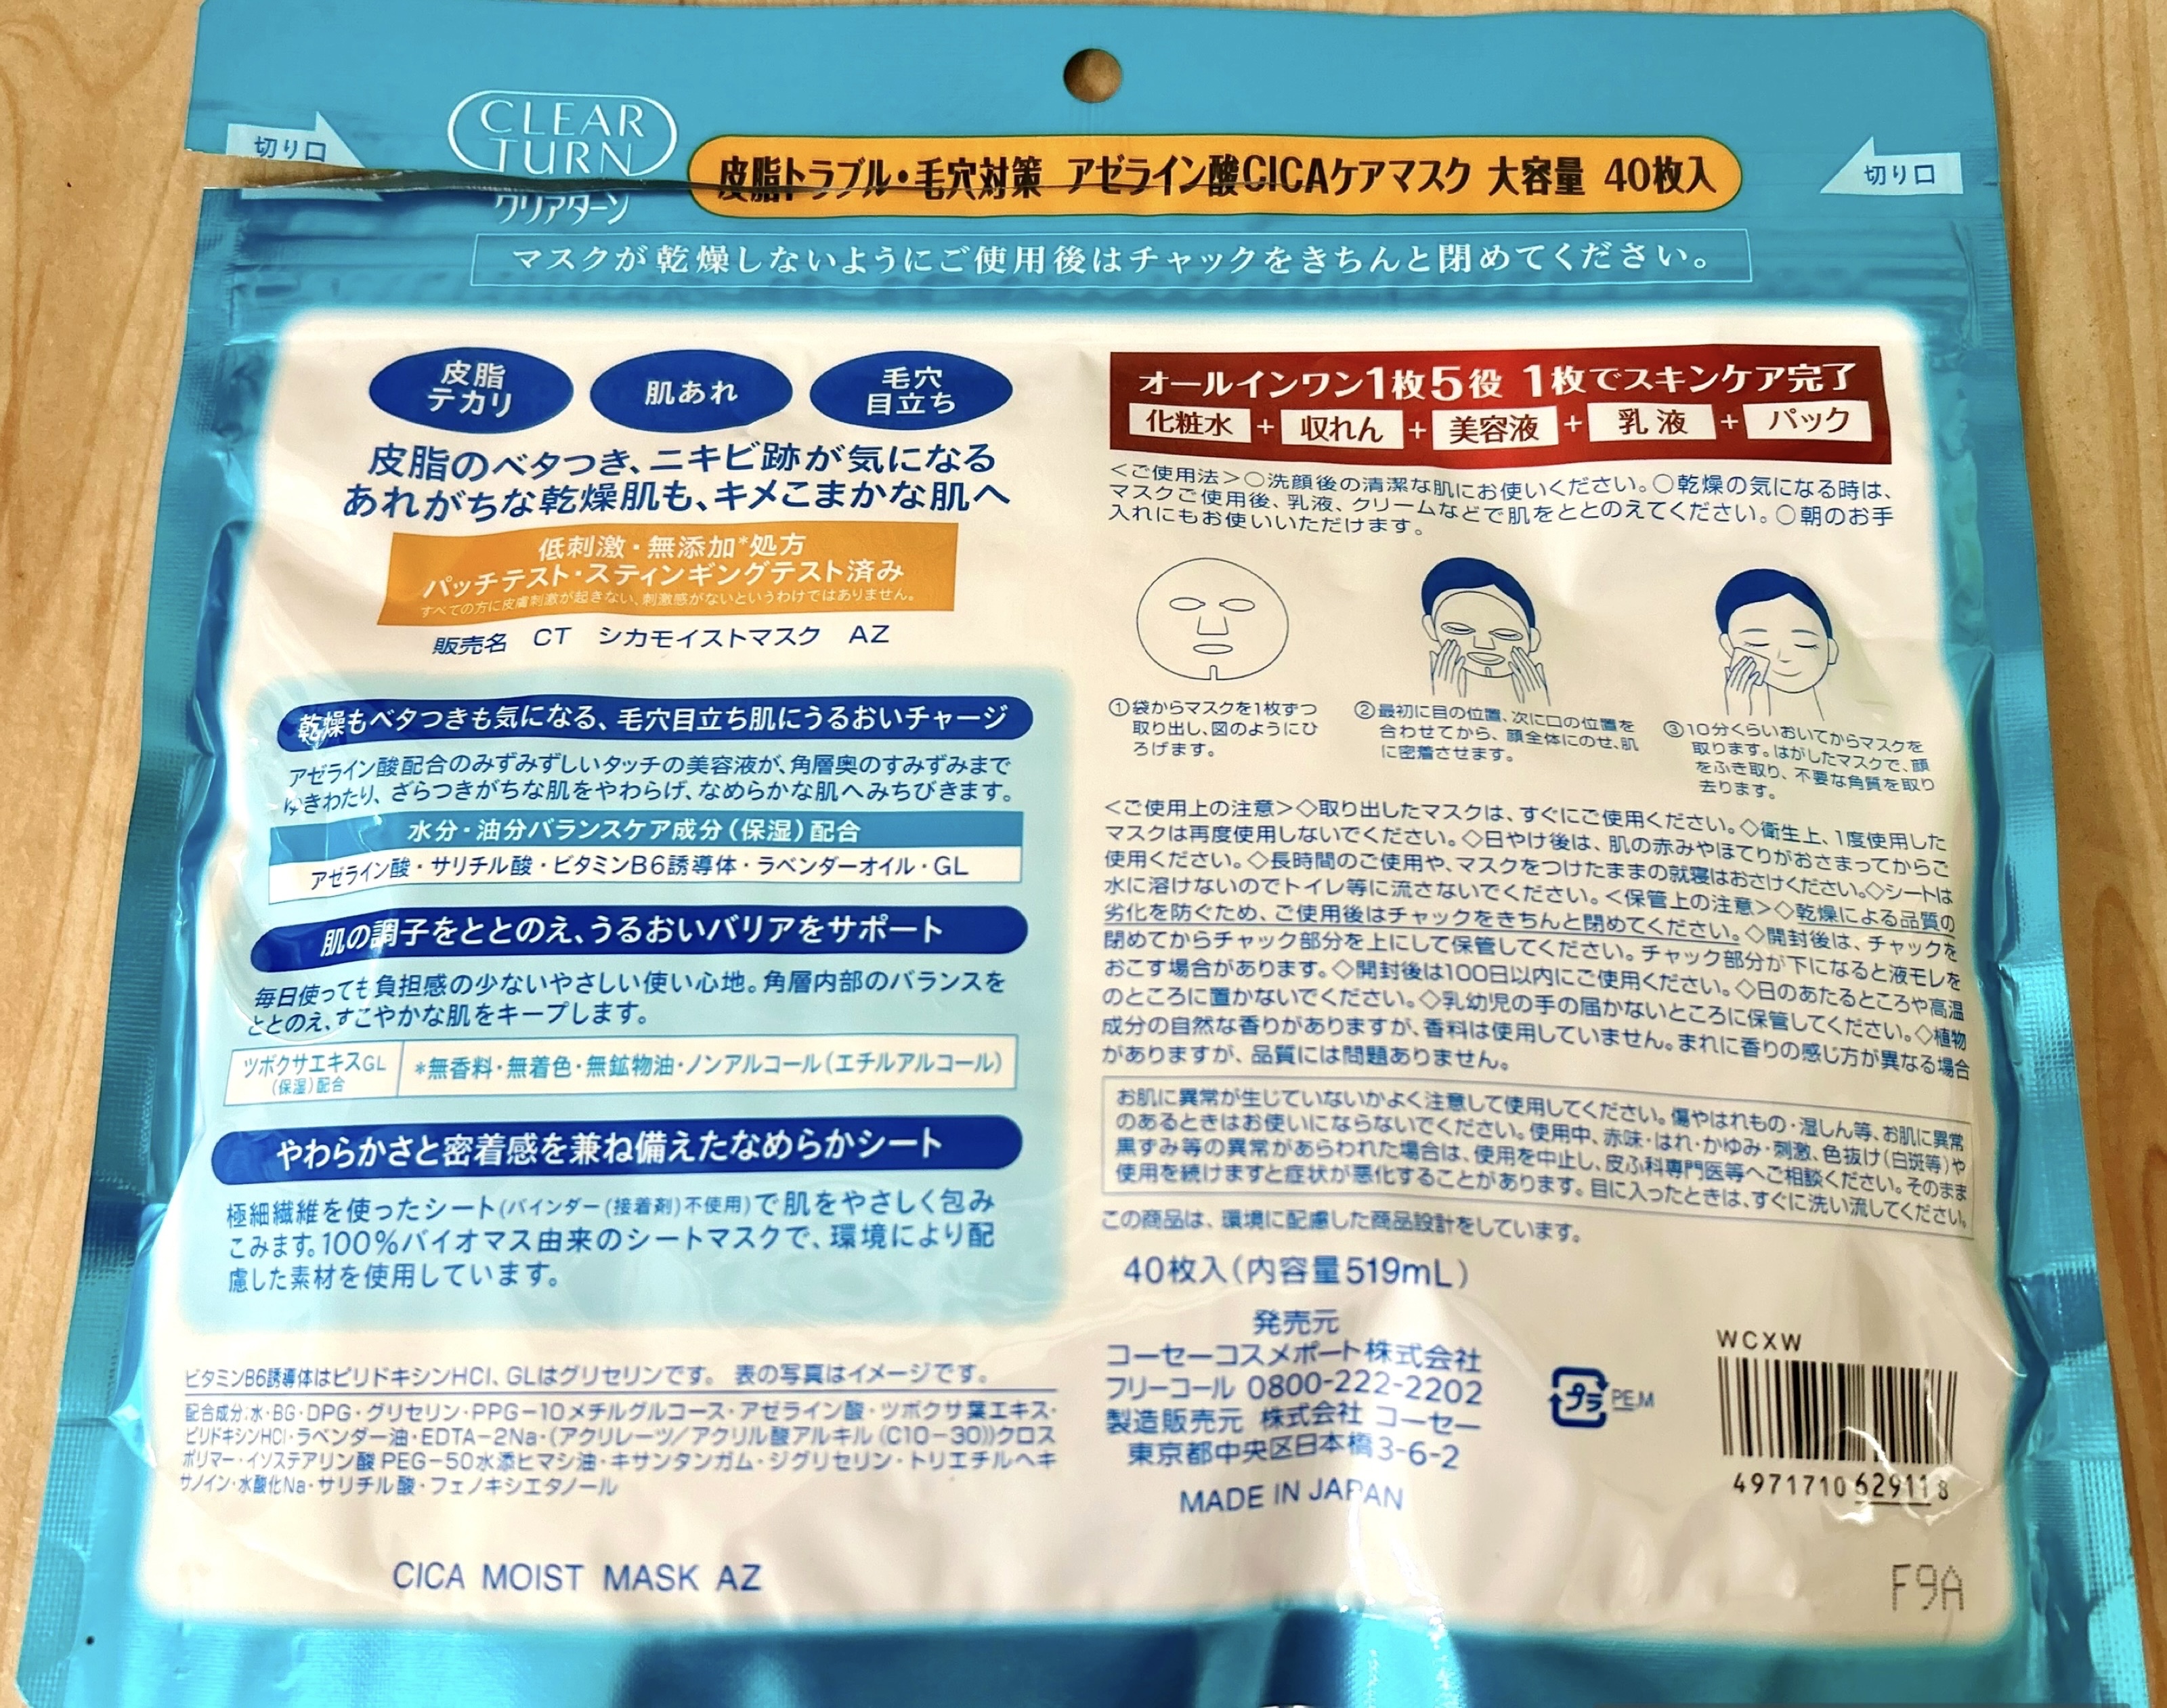 CLEAR
TURN
クリアターン
切り口
皮脂トラブル・毛穴対策 アゼライン酸CICAケアマスク 大容量 40枚入
切り口
マスクが乾燥しないようにご使用後はチャックをきちんと閉めてください。
皮脂
テカリ
肌あれ
毛穴
目立ち
皮脂のベタつき、ニキビ跡が気になる
あれがちな乾燥肌も、キメこまかな肌へ
低刺激・無添加*処方
パッチテスト・スティンギングテスト済み
すべての方に皮膚刺激が起きない、刺激感がないというわけではありません。
販売名 CT シカモイストマスク AZ
乾燥もベタつきも気になる、毛穴目立ち肌にうるおいチャージ
アゼライン酸配合のみずみずしいタッチの美容液が、角層奥のすみずみまで
ゆきわたり、ざらつきがちな肌をやわらげ、なめらかな肌へみちびきます。
水分・油分バランスケア成分(保湿)配合
アゼライン酸・サリチル酸・ビタミンB6誘導体・ラベンダーオイル・GL
肌の調子をととのえ、うるおいバリアをサポート
毎日使っても負担感の少ないやさしい使い心地。角層内部のバランスを
ととのえ、すこやかな肌をキープします。
ツボクサエキスGL
(保湿)配合
*無香料・無着色・無鉱物油・ノンアルコール(エチルアルコール)
やわらかさと密着感を兼ね備えたなめらかシート
極細繊維を使ったシート(バインダー(接着剤)不使用)で肌をやさしく包み
こみます。100%バイオマス由来のシートマスクで、環境により配
慮した素材を使用しています。
ビタミンB6誘導体はピリドキシンHCl、GLはグリセリンです。 表の写真はイメージです。
配合成分:水・BG・DPG・グリセリン・PPG-10メチルグルコース・アゼライン酸・ツボクサ葉エキス・
ピリドキシンHCl・ラベンダー油・EDTA-2Na・(アクリレーツ/アクリル酸アルキル(C10-30))クロス
ポリマー・イソステアリン酸PEG-50水添ヒマシ油・キサンタンガム・ジグリセリン・トリエチルヘキ
サノイン・水酸化Na・サリチル酸・フェノキシエタノール
CICA MOIST MASK AZ
オールインワン1枚5役 1枚でスキンケア完了
化粧水+収れん+美容液+乳液+パック
<ご使用法>○洗顔後の清潔な肌にお使いください。○乾燥の気になる時は、
マスクご使用後、乳液、クリームなどで肌をととのえてください。○朝のお手
入れにもお使いいただけます。
①袋からマスクを1枚ずつ
取り出し、図のようにひ
ろげます。
②最初に目の位置、次に口の位置を
合わせてから、顔全体にのせ、肌
に密着させます。
③10分くらいおいてからマスクを
取ります。はがしたマスクで、顔
をふき取り、不要な角質を取り
去ります。
<ご使用上の注意>◇取り出したマスクは、すぐにご使用ください。◇衛生上、1度使用した
マスクは再度使用しないでください。◇日やけ後は、肌の赤みやほてりがおさまってからご
使用ください。◇長時間のご使用や、マスクをつけたままの就寝はおさけください。◇シートは
水に溶けないのでトイレ等に流さないでください。<保管上の注意>◇乾燥による品質の
劣化を防ぐため、ご使用後はチャックをきちんと閉めてください。◇開封後は、チャックを
閉めてからチャック部分を上にして保管してください。チャック部分が下になると液モレを
おこす場合があります。◇開封後は100日以内にご使用ください。◇日のあたるところや高温
のところに置かないでください。◇乳幼児の手の届かないところに保管してください。◇植物
成分の自然な香りがありますが、香料は使用していません。まれに香りの感じ方が異なる場合
がありますが、品質には問題ありません。
お肌に異常が生じていないかよく注意して使用してください。傷やはれもの・湿しん等、お肌に異常
のあるときはお使いにならないでください。使用中、赤味・はれ・かゆみ・刺激、色抜け(白斑等)や
黒ずみ等の異常があらわれた場合は、使用を中止し、皮ふ科専門医等へご相談ください。そのまま
使用を続けますと症状が悪化することがあります。目に入ったときは、すぐに洗い流してください。
この商品は、環境に配慮した商品設計をしています。
40枚入(内容量519mL)
発売元
コーセーコスメポート株式会社
フリーコール 0800-222-2202
製造販売元 株式会社 コーセー
東京都中央区日本橋3-6-2
MADE IN JAPAN
プラ PE,M
WCXW
4971710629118
F9A